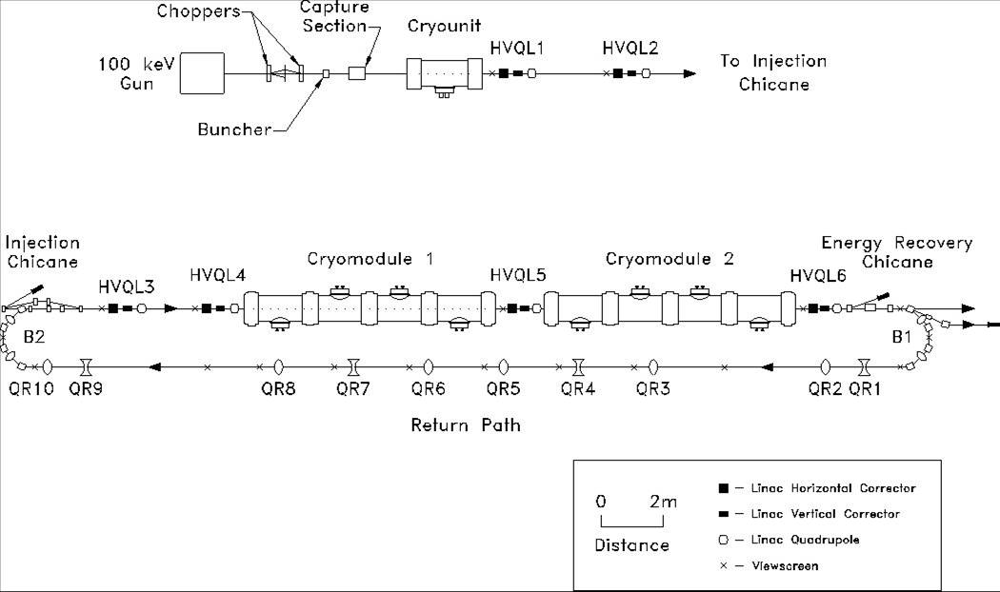 Choppers
Capture
Section
Cryounit
HVQL1
HVQL2
100 keV
Gun
To Injection
Chicane
Buncher
Injection
Chicane
HVQL3
HVQL4
Cryomodule 1
HVQL5
Cryomodule 2
HVQL6
Energy Recovery
Chicane
B2
B1
QR10
QR9
QR8
QR7
QR6
QR5
QR4
QR3
QR2
QR1
Return Path
0
2m
Distance
– Linac Horizontal Corrector
– Linac Vertical Corrector
– Linac Quadrupole
– Viewscreen